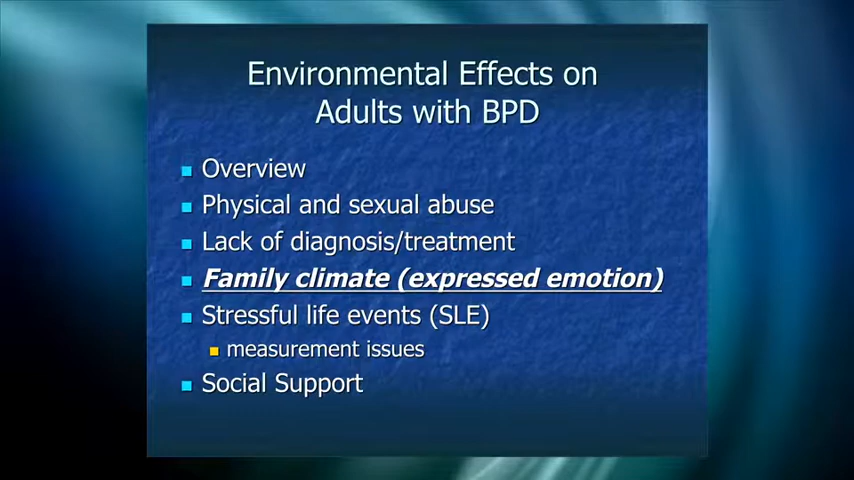 Environmental Effects on
Adults with BPD
Overview
Physical and sexual abuse
Lack of diagnosis/treatment
Family climate (expressed emotion)
Stressful life events (SLE)
measurement issues
Social Support